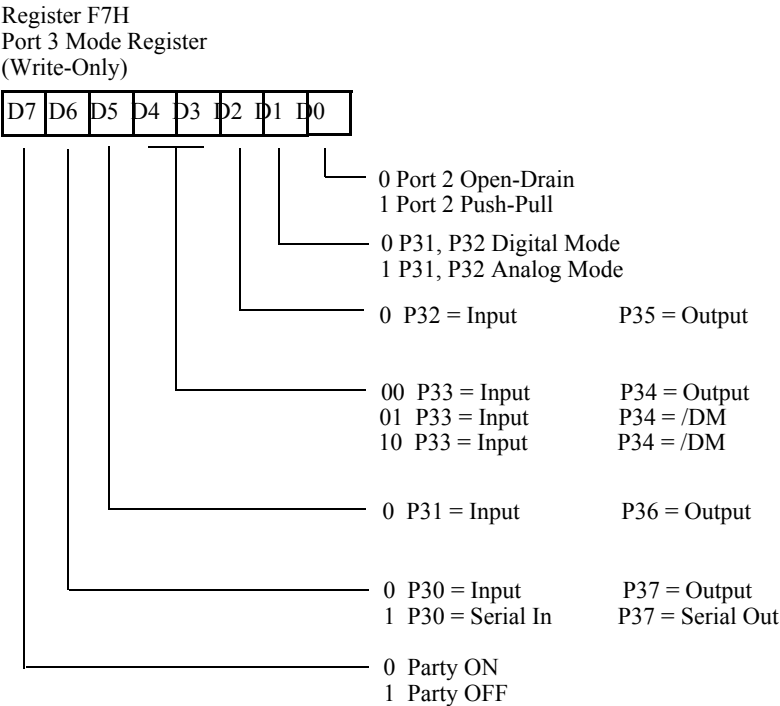 Register F7H
Port 3 Mode Register
(Write-Only)
D7 D6 D5 D4 D3 D2 D1 D0
0 Port 2 Open-Drain
1 Port 2 Push-Pull
0 P31, P32 Digital Mode
1 P31, P32 Analog Mode
0 P32 = Input P35 = Output
00 P33 = Input P34 = Output
01 P33 = Input P34 = /DM
10 P33 = Input P34 = /DM
0 P31 = Input P36 = Output
0 P30 = Input P37 = Output
1 P30 = Serial In P37 = Serial Out
0 Party ON
1 Party OFF